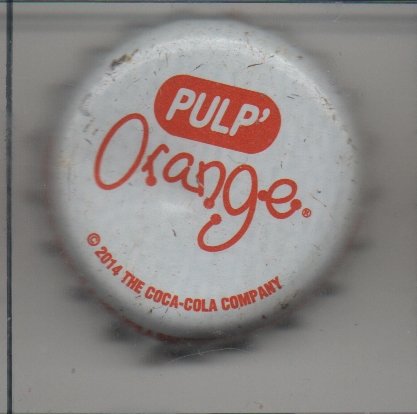 PULP'
Orange®
© 2014 THE COCA-COLA COMPANY